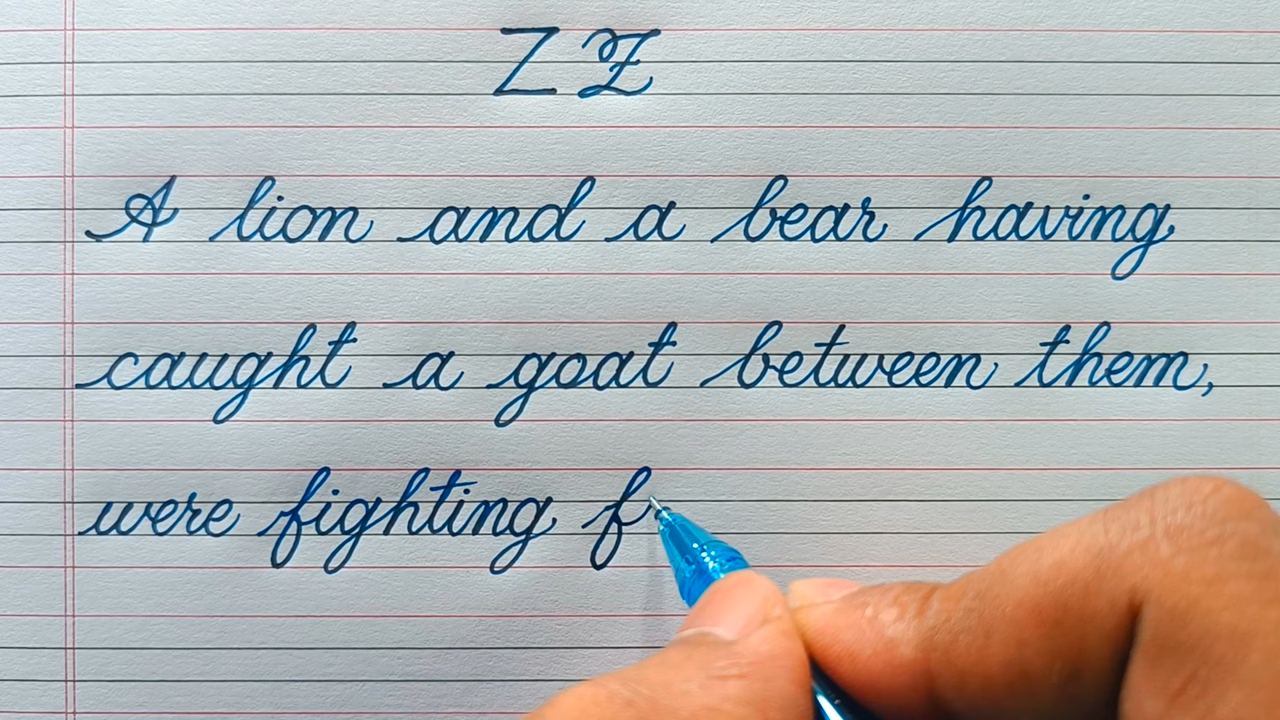 Z Z
A lion and a bear having
caught a goat between them,
were fighting f